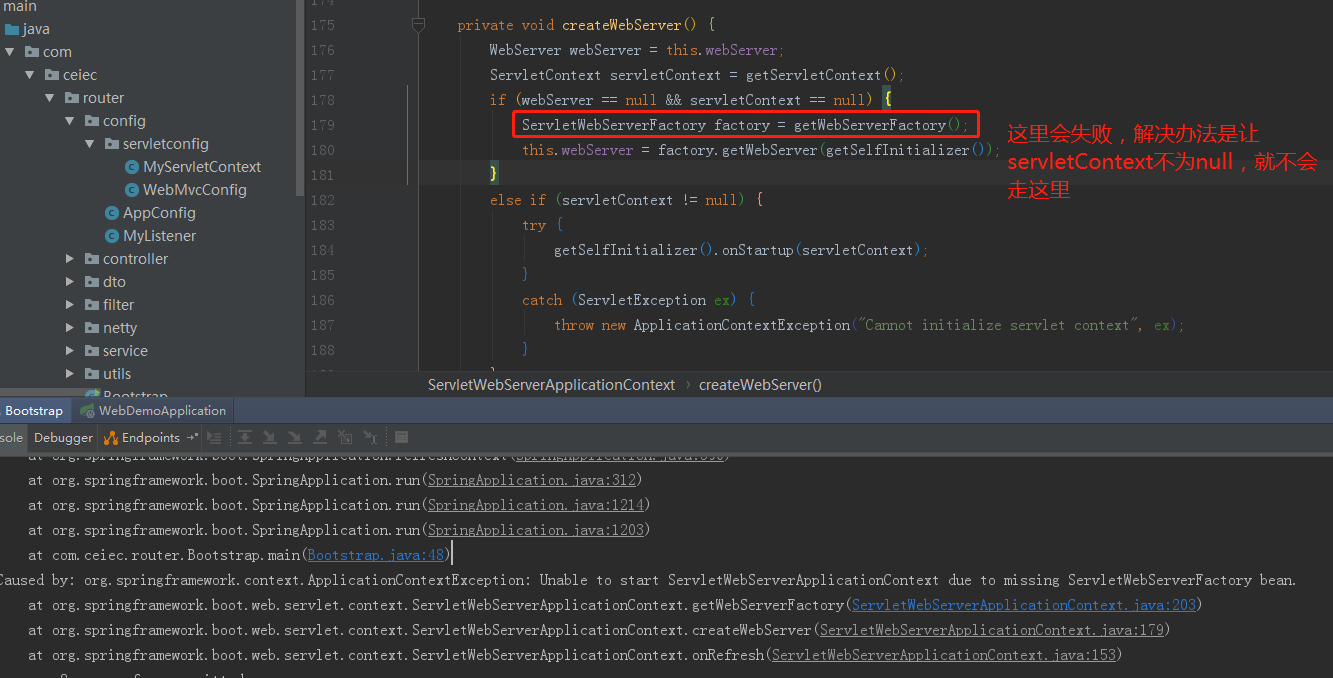 main
java
com
ceiec
router
config
servletconfig
MyServletContext
WebMvcConfig
AppConfig
MyListener
controller
dto
filter
netty
service
utils
Bootstrap
174
175 private void createWebServer() {
176 WebServer webServer = this.webServer;
177 ServletContext servletContext = getServletContext();
178 if (webServer == null && servletContext == null) {
179 ServletWebServerFactory factory = getWebServerFactory();
180 this.webServer = factory.getWebServer(getSelfInitializer());
181 }
182 else if (servletContext != null) {
183 try {
184 getSelfInitializer().onStartup(servletContext);
185 }
186 catch (ServletException ex) {
187 throw new ApplicationContextException("Cannot initialize servlet context", ex);
188 }
}
这里会失败，解决办法是让
servletContext不为null，就不会
走这里
ServletWebServerApplicationContext › createWebServer()
Bootstrap WebDemoApplication
sole Debugger Endpoints
at org.springframework.boot.SpringApplication.refreshContext(SpringApplication.java:398)
at org.springframework.boot.SpringApplication.run(SpringApplication.java:312)
at org.springframework.boot.SpringApplication.run(SpringApplication.java:1214)
at org.springframework.boot.SpringApplication.run(SpringApplication.java:1203)
at com.ceiec.router.Bootstrap.main(Bootstrap.java:48)
Caused by: org.springframework.context.ApplicationContextException: Unable to start ServletWebServerApplicationContext due to missing ServletWebServerFactory bean.
at org.springframework.boot.web.servlet.context.ServletWebServerApplicationContext.getWebServerFactory(ServletWebServerApplicationContext.java:203)
at org.springframework.boot.web.servlet.context.ServletWebServerApplicationContext.createWebServer(ServletWebServerApplicationContext.java:179)
at org.springframework.boot.web.servlet.context.ServletWebServerApplicationContext.onRefresh(ServletWebServerApplicationContext.java:153)